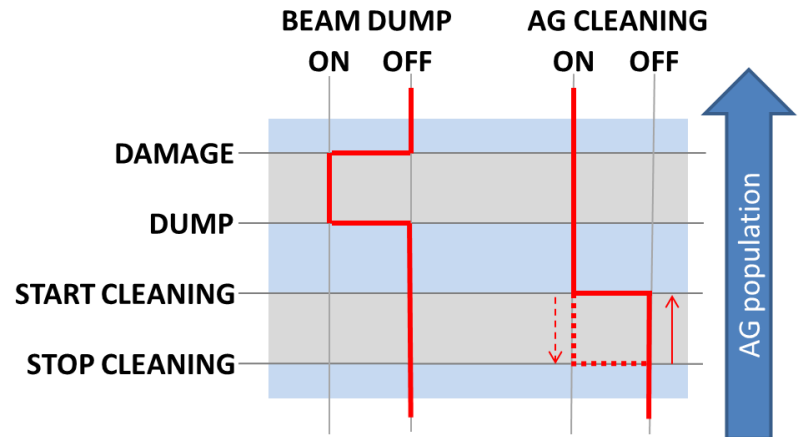 BEAM DUMP
AG CLEANING
ON OFF
ON OFF
DAMAGE
DUMP
START CLEANING
STOP CLEANING
AG population